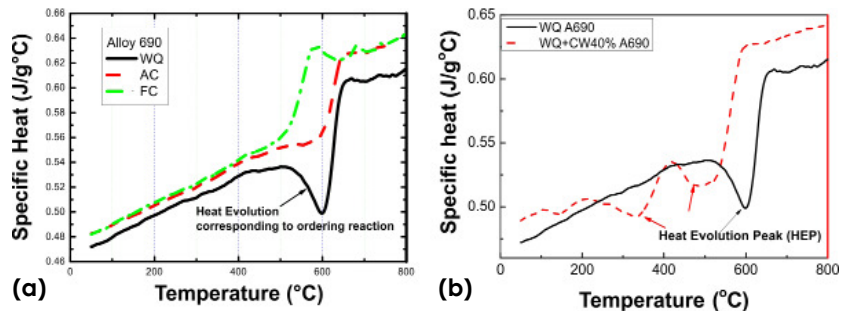 Alloy 690
WQ
AC
FC
Specific Heat (J/g°C)
0.66
0.64
0.62
0.60
0.58
0.56
0.54
0.52
0.50
0.48
0.46
Heat Evolution
corresponding to ordering reaction
0 200 400 600 800
Temperature (°C)
(a)
WQ A690
WQ+CW40% A690
Specific heat (J/g°C)
0.65
0.60
0.55
0.50
Heat Evolution Peak (HEP)
0 200 400 600 800
Temperature (°C)
(b)